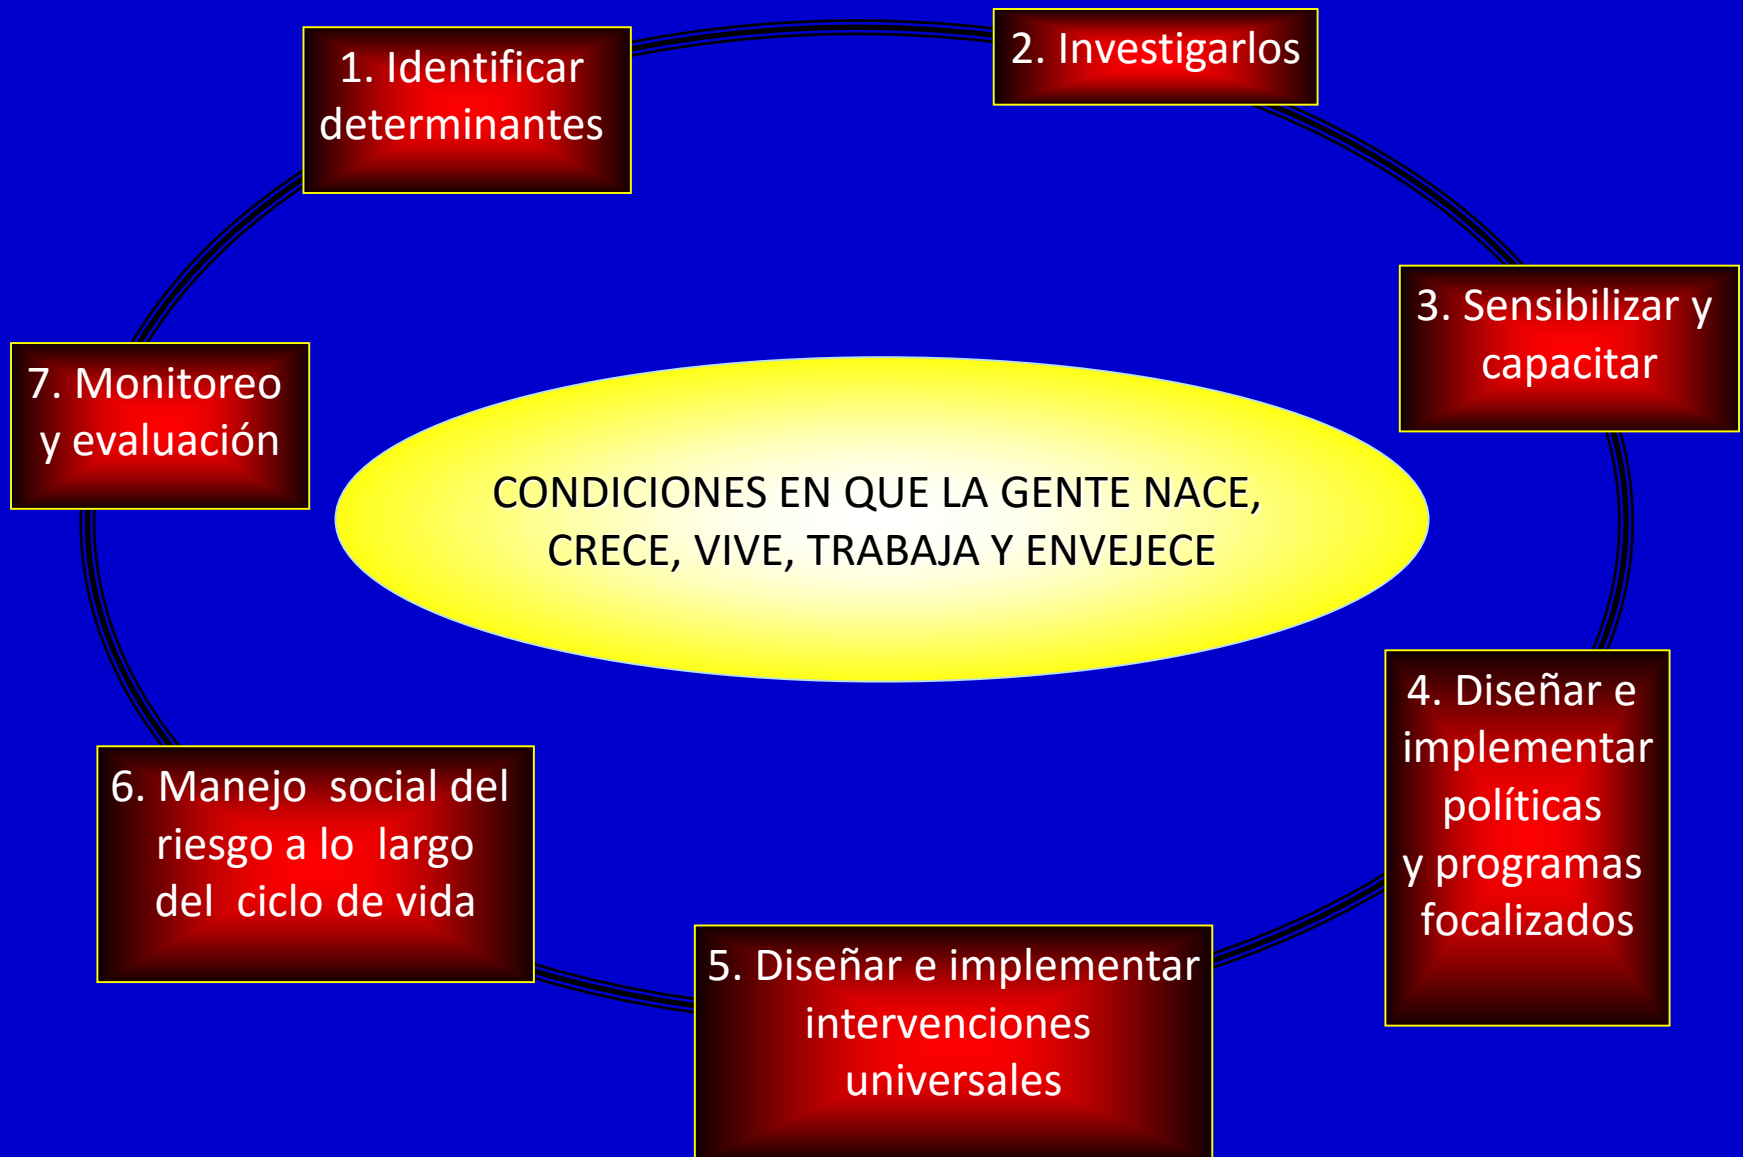 1. Identificar
determinantes
2. Investigarlos
3. Sensibilizar y
capacitar
4. Diseñar e
implementar
políticas
y programas
focalizados
5. Diseñar e implementar
intervenciones
universales
6. Manejo social del
riesgo a lo largo
del ciclo de vida
7. Monitoreo
y evaluación
CONDICIONES EN QUE LA GENTE NACE,
CRECE, VIVE, TRABAJA Y ENVEJECE